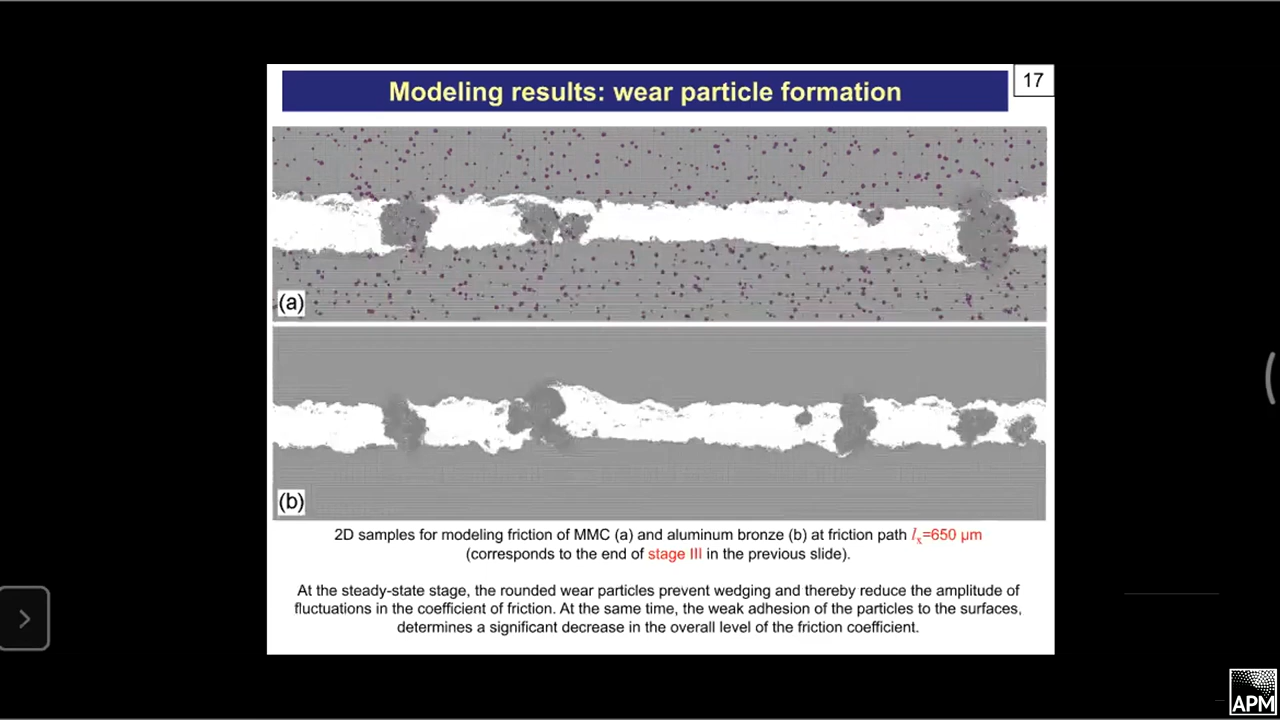 Modeling results: wear particle formation
17
(a)
(b)
2D samples for modeling friction of MMC (a) and aluminum bronze (b) at friction path lx=650 μm
(corresponds to the end of stage III in the previous slide).
At the steady-state stage, the rounded wear particles prevent wedging and thereby reduce the amplitude of
fluctuations in the coefficient of friction. At the same time, the weak adhesion of the particles to the surfaces,
determines a significant decrease in the overall level of the friction coefficient.
APM